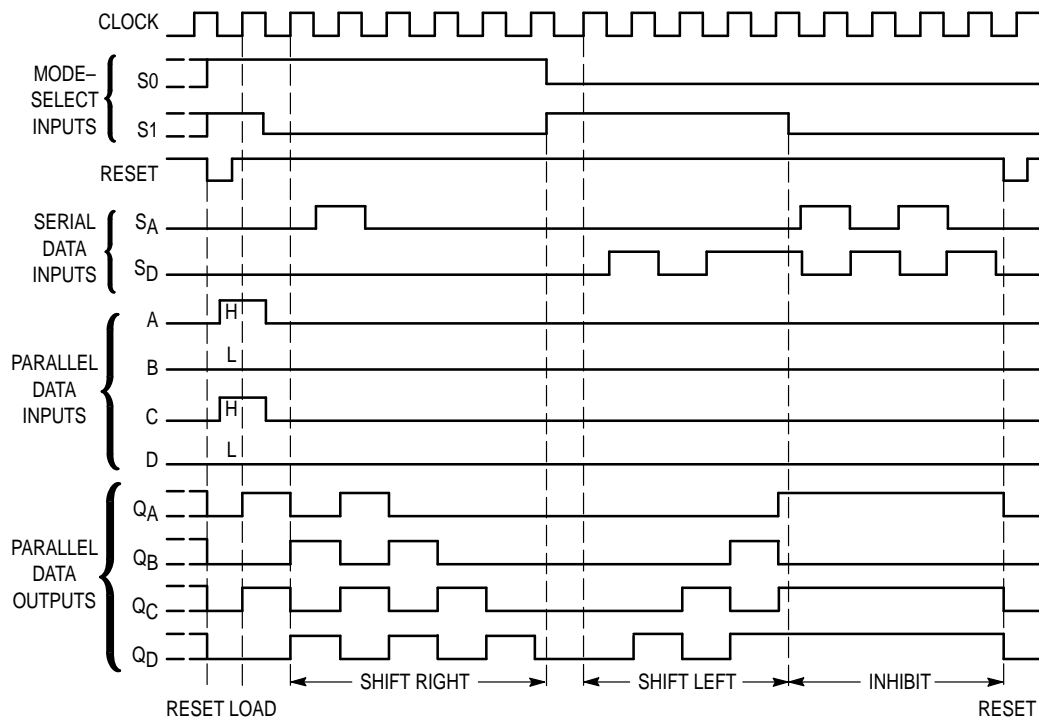 CLOCK
MODE–
SELECT
INPUTS
S0
S1
RESET
SERIAL
DATA
INPUTS
SA
SD
PARALLEL
DATA
INPUTS
A
H
B
L
C
H
D
L
PARALLEL
DATA
OUTPUTS
QA
QB
QC
QD
SHIFT RIGHT
SHIFT LEFT
INHIBIT
RESET LOAD
RESET